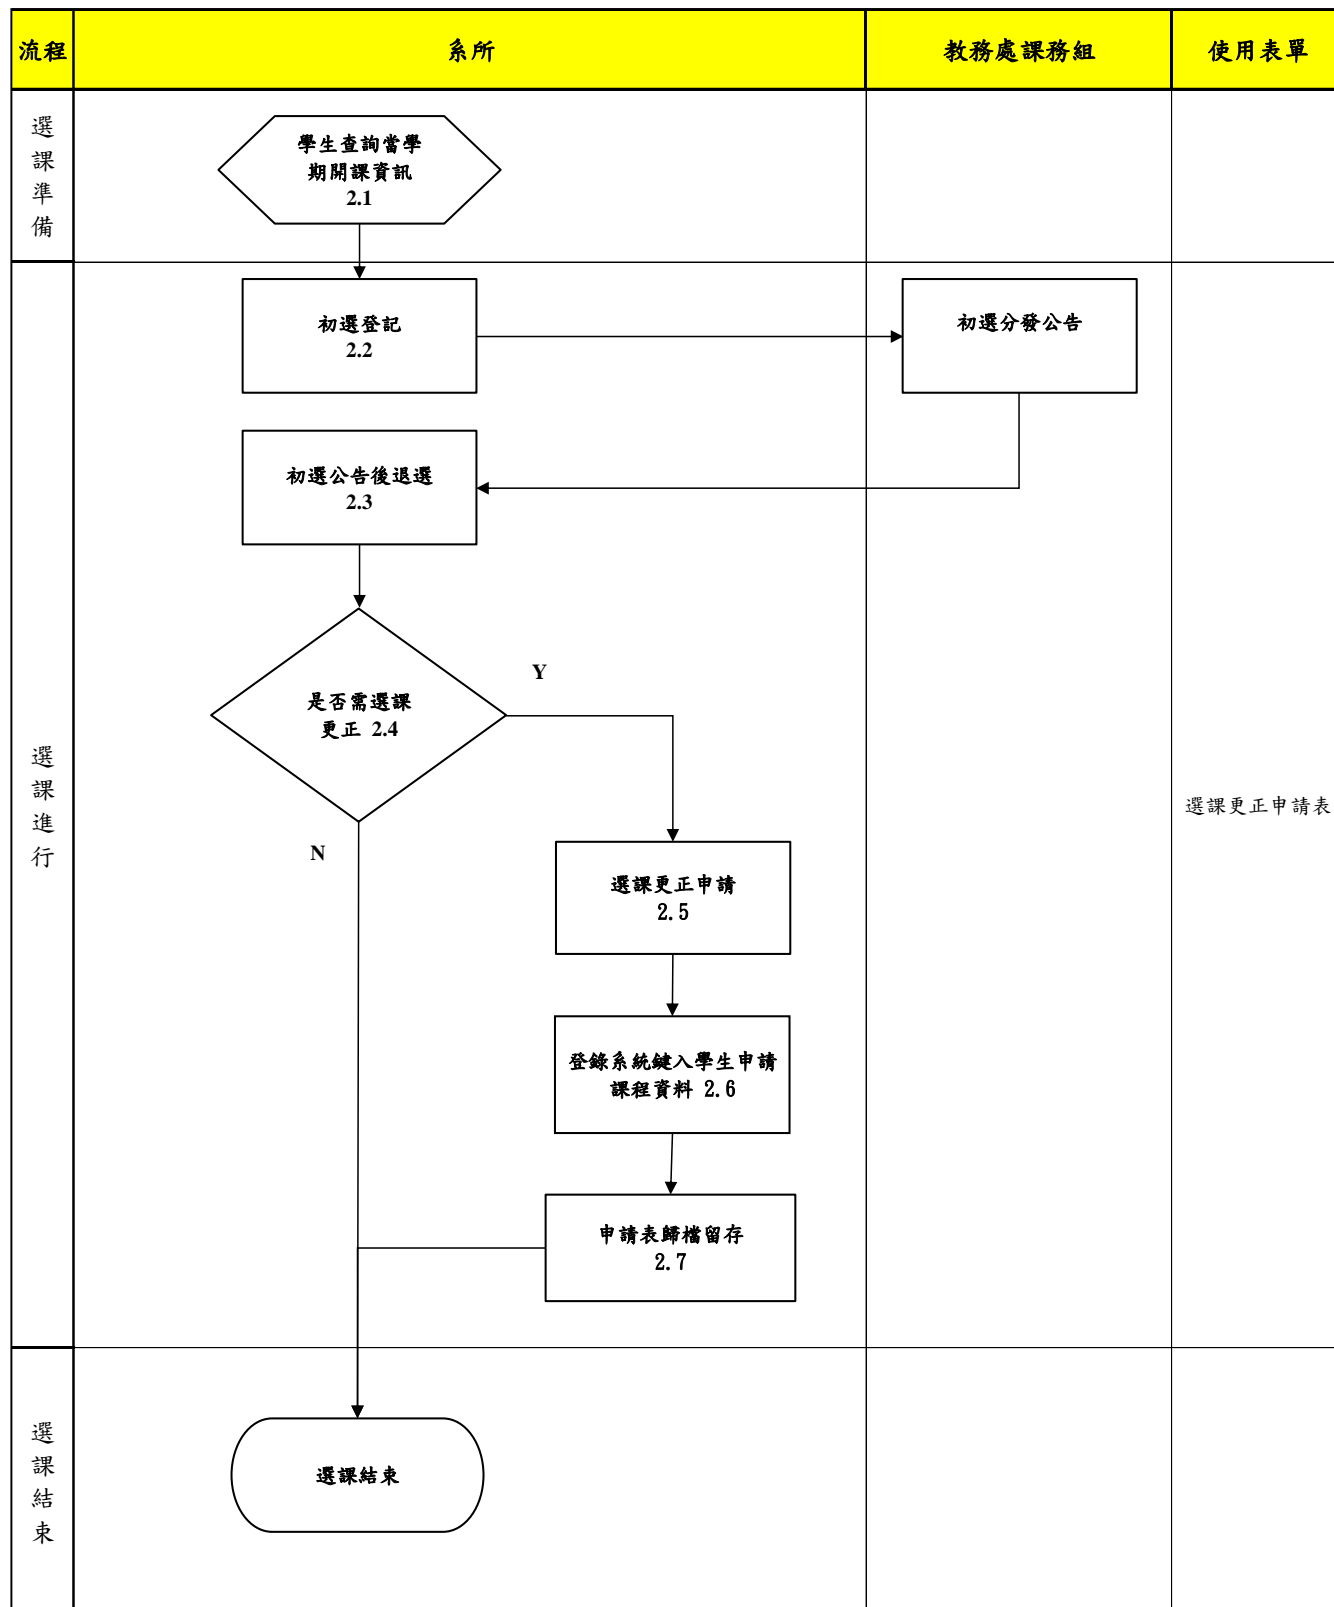 流程
系所
教務處課務組
使用表單
選
課
準
備
學生查詢當學
期開課資訊
2.1
選
課
進
行
初選登記
2.2
初選分發公告
初選公告後退選
2.3
是否需選課
更正 2.4
Y
N
選課更正申請
2.5
登錄系統鍵入學生申請
課程資料 2.6
申請表歸檔留存
2.7
選課更正申請表
選
課
結
束
選課結束